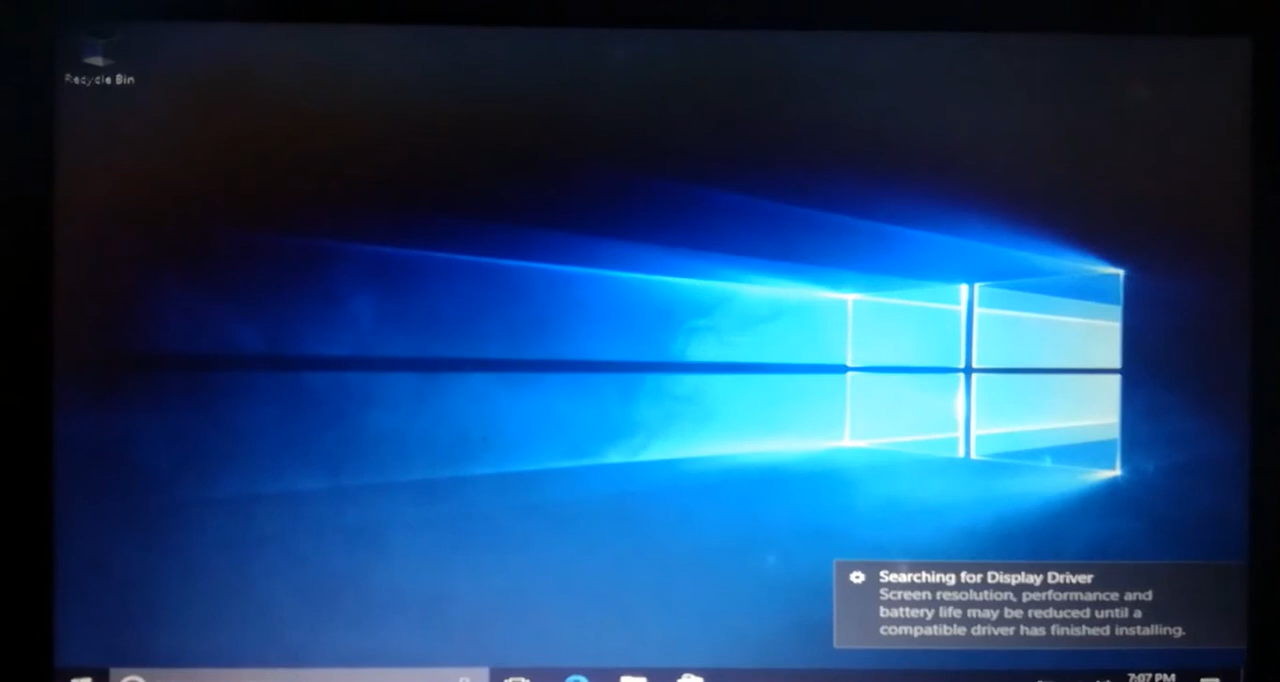 Recycle Bin
Searching for Display Driver
Screen resolution, performance and
battery life may be reduced until a
compatible driver has finished installing.
7:07 PM